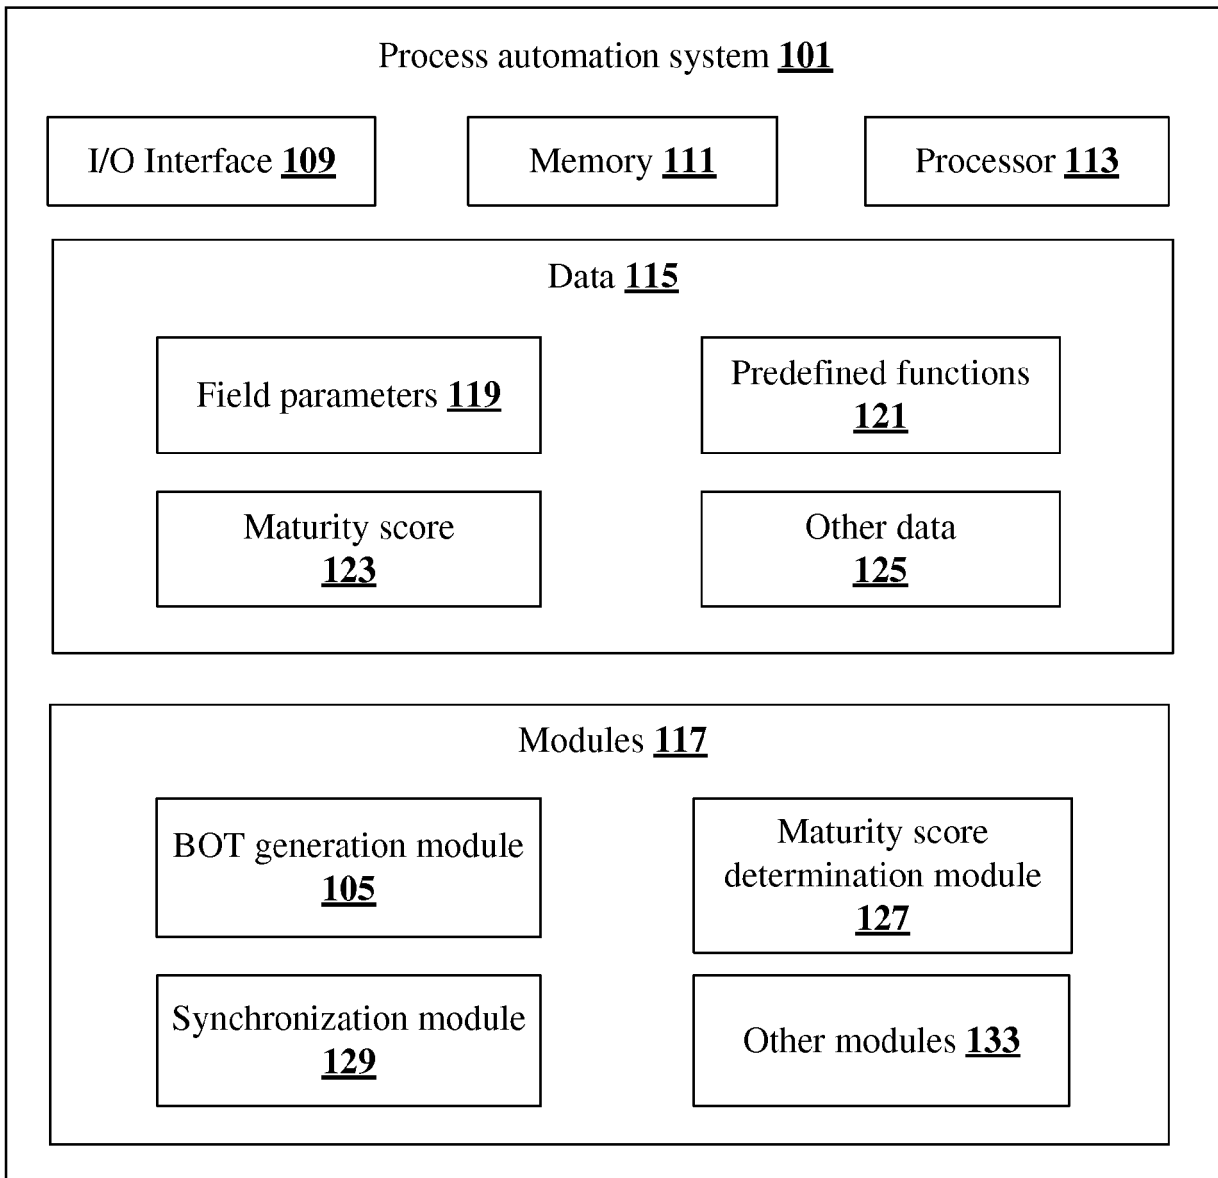 Process automation system 101
I/O Interface 109
Memory 111
Processor 113
Data 115
Field parameters 119
Predefined functions
121
Maturity score
123
Other data
125
Modules 117
BOT generation module
105
Maturity score
determination module
127
Synchronization module
129
Other modules 133